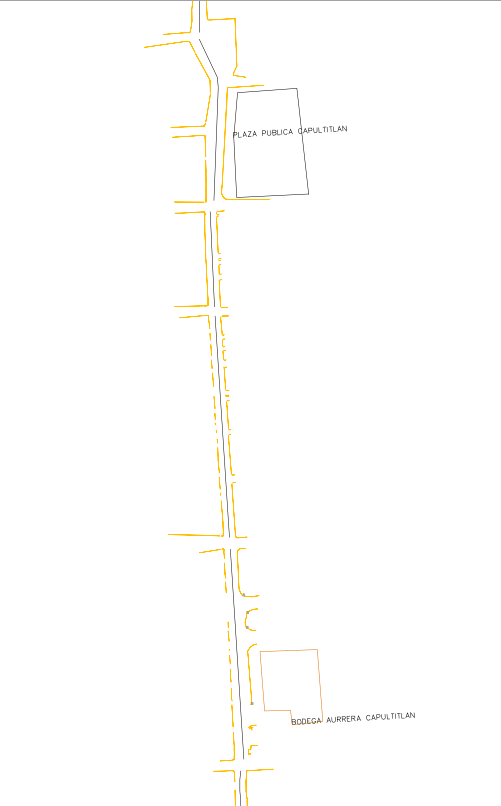 PLAZA PUBLICA CAPULTITLAN
BODEGA AURRERA CAPULTITLAN